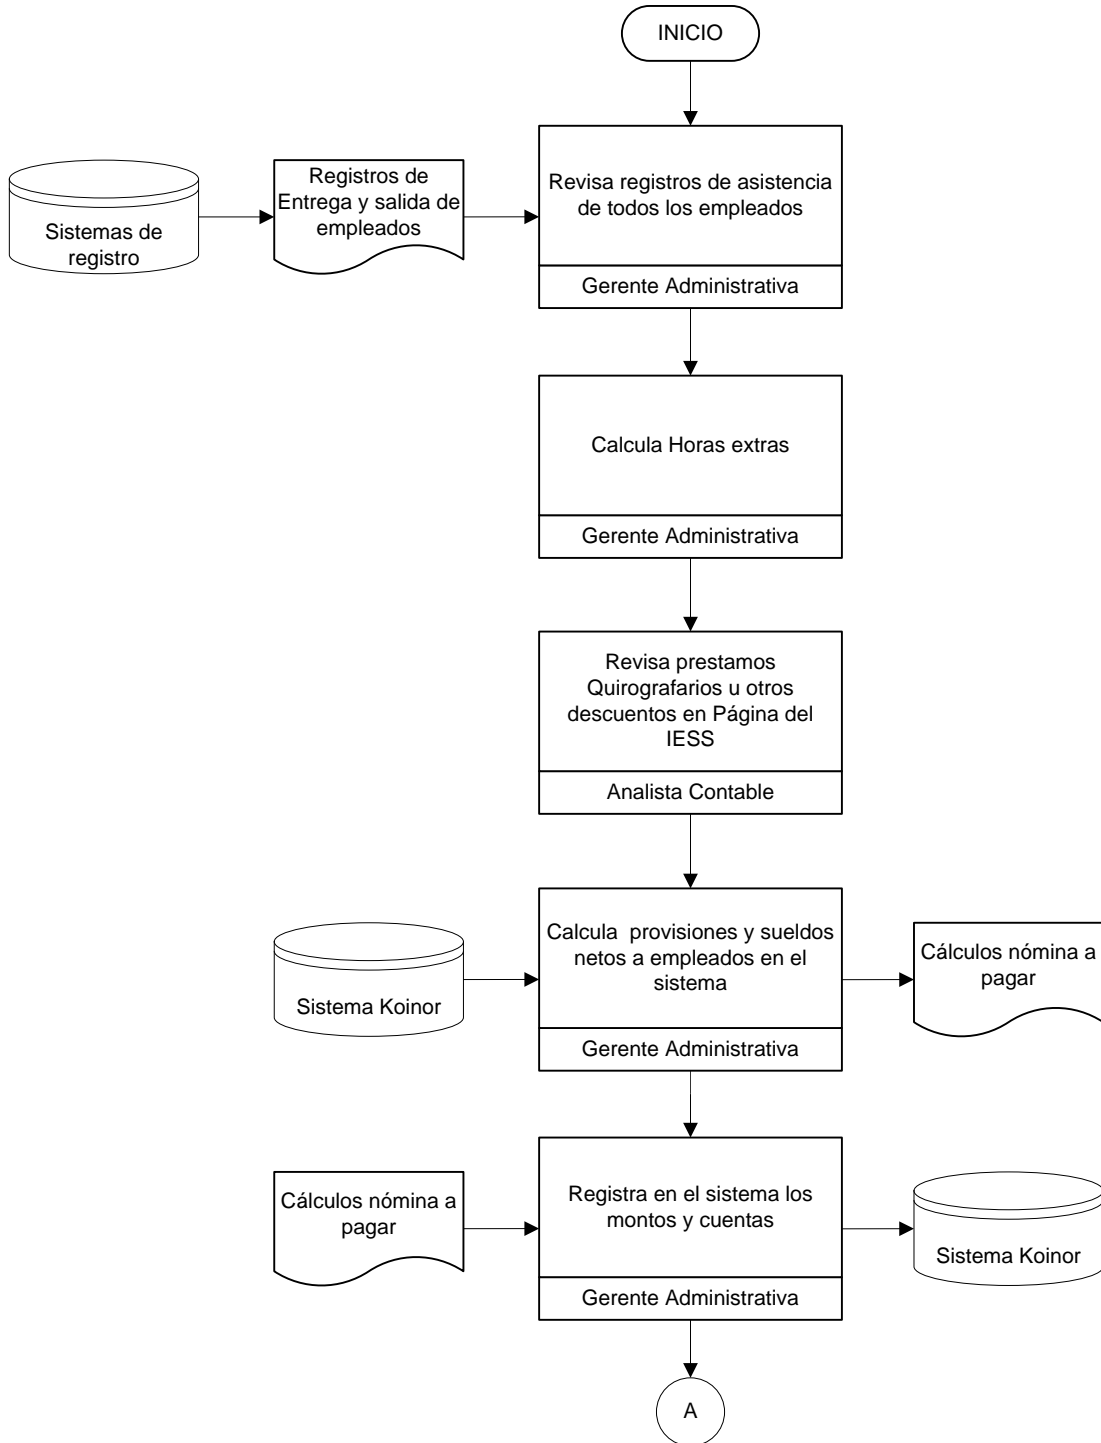 INICIO
Revisa registros de asistencia
de todos los empleados
Gerente Administrativa
Registros de
Entrega y salida de
empleados
Sistemas de
registro
Calcula Horas extras
Gerente Administrativa
Revisa prestamos
Quirografarios u otros
descuentos en Página del
IESS
Analista Contable
Calcula provisiones y sueldos
netos a empleados en el
sistema
Gerente Administrativa
Sistema Koinor
Cálculos nómina a
pagar
Registra en el sistema los
montos y cuentas
Gerente Administrativa
Cálculos nómina a
pagar
Sistema Koinor
A